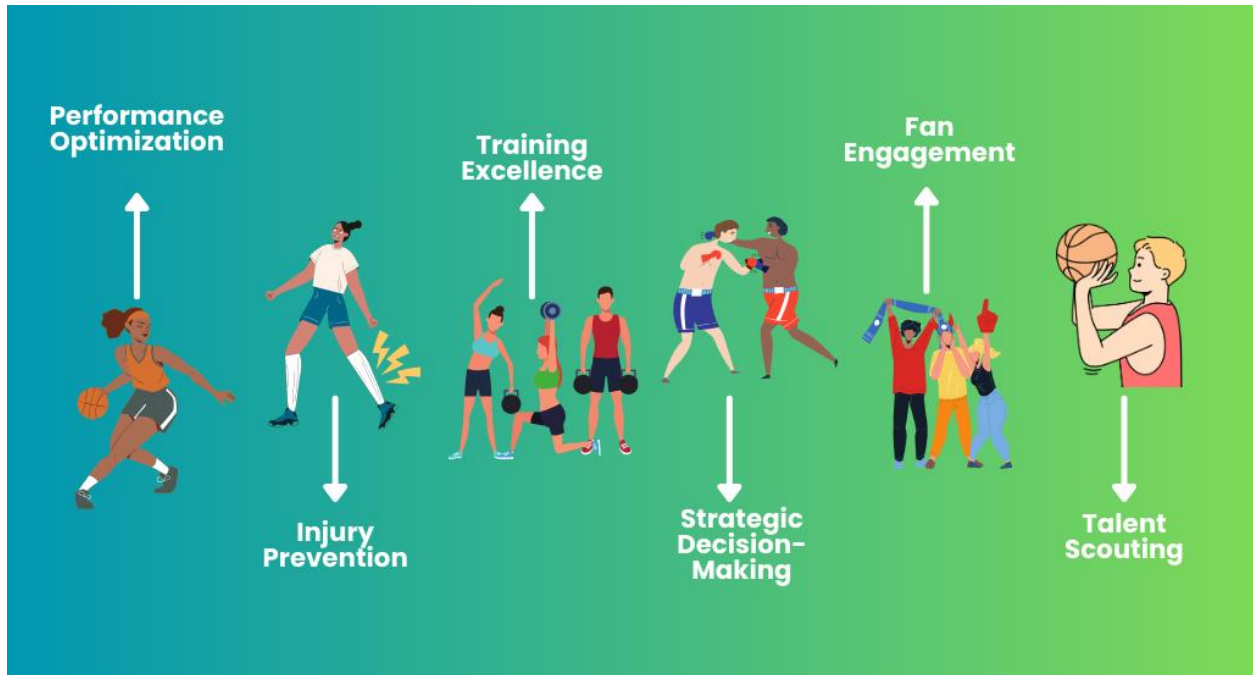 Performance
Optimization
Injury
Prevention
Training
Excellence
Strategic
Decision-
Making
Fan
Engagement
Talent
Scouting